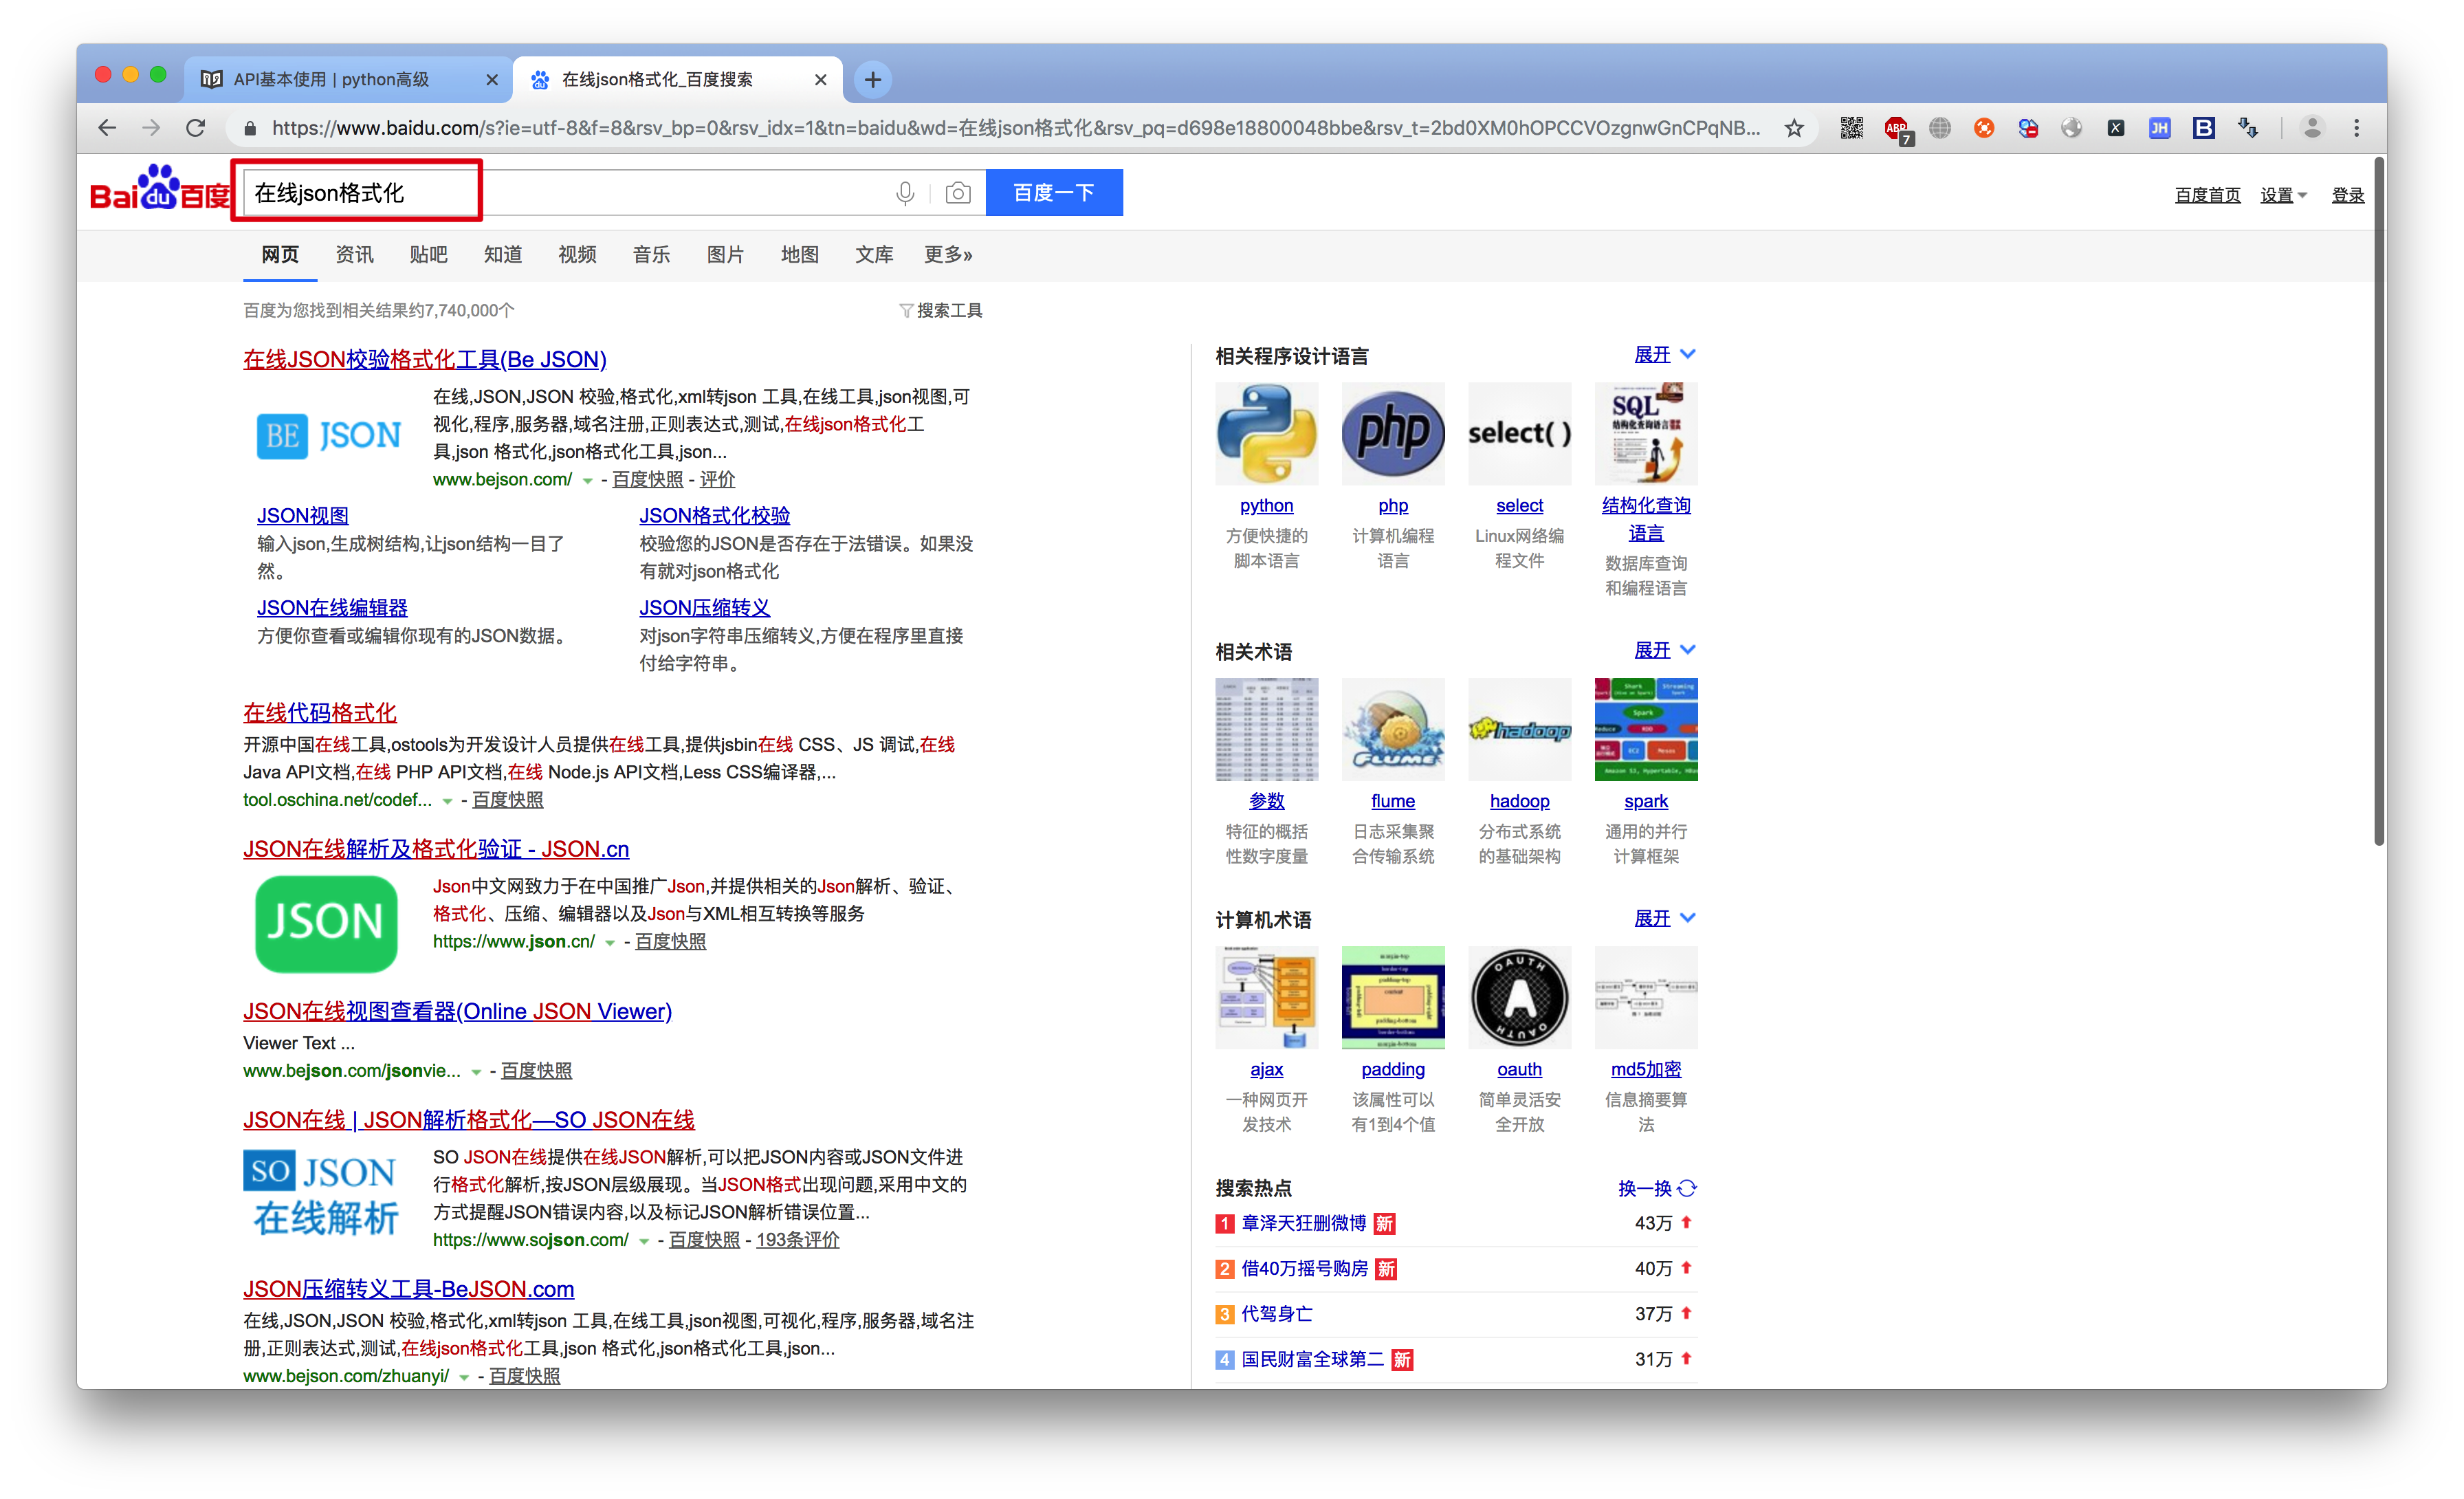 API基本使用 | python高级
在线json格式化_百度搜索
https://www.baidu.com/s?ie=utf-8&f=8&rsv_bp=0&rsv_idx=1&tn=baidu&wd=在线json格式化&rsv_pq=d698e18800048bbe&rsv_t=2bd0XM0hOPCCVOzgnwGnCPqNB...
ABP
7
JH
B
Bai du 百度
在线json格式化
百度一下
百度首页 设置 登录
网页 资讯 贴吧 知道 视频 音乐 图片 地图 文库 更多»
百度为您找到相关结果约7,740,000个
搜索工具
在线JSON校验格式化工具(Be JSON)
BE JSON
在线,JSON,JSON 校验,格式化,xml转json 工具,在线工具,json视图,可
视化,程序,服务器,域名注册,正则表达式,测试,在线json格式化工
具,json 格式化,json格式化工具,json...
www.bejson.com/ - 百度快照 - 评价
JSON视图
输入json,生成树结构,让json结构一目了
然。
JSON格式化校验
校验您的JSON是否存在于法错误。如果没
有就对json格式化
JSON在线编辑器
方便你查看或编辑你现有的JSON数据。
JSON压缩转义
对json字符串压缩转义,方便在程序里直接
付给字符串。
在线代码格式化
开源中国在线工具,ostools为开发设计人员提供在线工具,提供jsbin在线 CSS、JS 调试,在线
Java API文档,在线 PHP API文档,在线 Node.js API文档,Less CSS编译器,...
tool.oschina.net/codef... - 百度快照
JSON在线解析及格式化验证 - JSON.cn
JSON
Json中文网致力于在中国推广Json,并提供相关的Json解析、验证、
格式化、压缩、编辑器以及Json与XML相互转换等服务
https://www.json.cn/ - 百度快照
JSON在线视图查看器(Online JSON Viewer)
Viewer Text ...
www.bejson.com/jsonvie... - 百度快照
JSON在线 | JSON解析格式化—SO JSON在线
SO JSON
在线解析
SO JSON在线提供在线JSON解析,可以把JSON内容或JSON文件进
行格式化解析,按JSON层级展现。当JSON格式出现问题,采用中文的
方式提醒JSON错误内容,以及标记JSON解析错误位置...
https://www.sojson.com/ - 百度快照 - 193条评价
JSON压缩转义工具-BeJSON.com
在线,JSON,JSON 校验,格式化,xml转json 工具,在线工具,json视图,可视化,程序,服务器,域名注
册,正则表达式,测试,在线json格式化工具,json 格式化,json格式化工具,json...
www.bejson.com/zhuanyi/ - 百度快照
相关程序设计语言 展开
php
select( )
SQL
结构化查询语言
python
方便快捷的
脚本语言
php
计算机编程
语言
select
Linux网络编
程文件
结构化查询
语言
数据库查询
和编程语言
相关术语 展开
FLUME
hadoop
Shark
Streaming
Spark
EC2
Mesos
参数
特征的概括
性数字度量
flume
日志采集聚
合传输系统
hadoop
分布式系统
的基础架构
spark
通用的并行
计算框架
计算机术语 展开
margin-top
border-top
padding-top
padding-bottom
border-bottom
margin-bottom
OAUTH
A
OAUTH
ajax
一种网页开
发技术
padding
该属性可以
有1到4个值
oauth
简单灵活安
全开放
md5加密
信息摘要算
法
搜索热点 换一换
1 章泽天狂删微博 新 43万
2 借40万摇号购房 新 40万
3 代驾身亡 37万
4 国民财富全球第二 新 31万